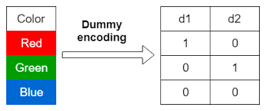 Color
Red
Green
Blue
Dummy
encoding
d1 d2
1 0
0 1
0 0